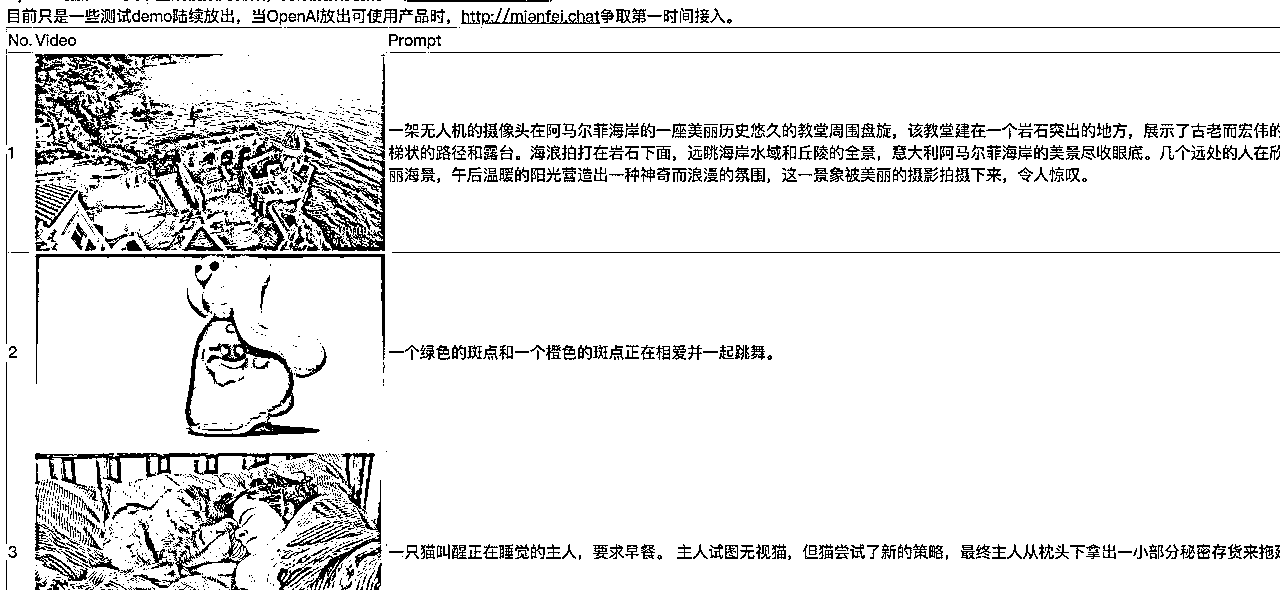 目前只是一些测试demo陆续放出，当OpenAI放出可使用产品时，http://mianfei.chat争取第一时间接入。
No. Video Prompt
1
一架无人机的摄像头在阿马尔菲海岸的一座美丽历史悠久的教堂周围盘旋，该教堂建在一个岩石突出的地方，展示了古老而宏伟的
梯状的路径和露台。海浪拍打在岩石下面，远眺海岸水域和丘陵的全景，意大利阿马尔菲海岸的美景尽收眼底。几个远处的人在欣
丽海景，午后温暖的阳光营造出一种神奇而浪漫的氛围，这一景象被美丽的摄影拍摄下来，令人惊叹。
2
一个绿色的斑点和一个橙色的斑点正在相爱并一起跳舞。
3
一只猫叫醒正在睡觉的主人，要求早餐。 主人试图无视猫，但猫尝试了新的策略，最终主人从枕头下拿出一小部分秘密存货来拖延